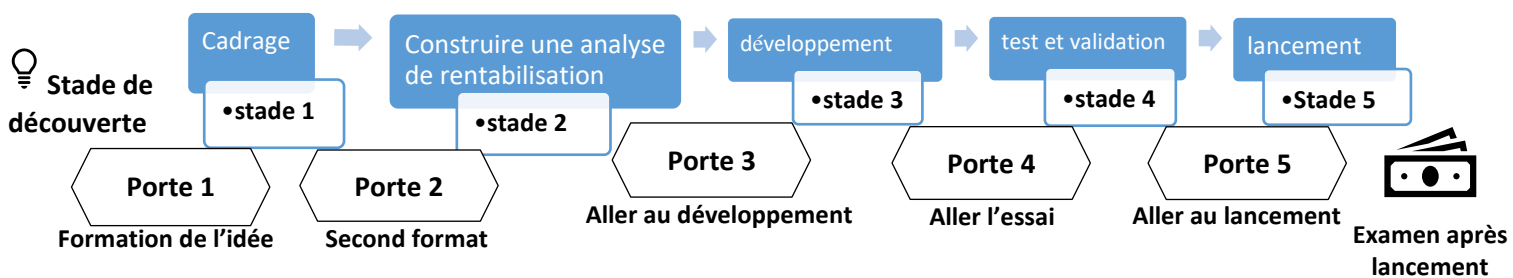 Stade de
découverte
Cadrage
•stade 1
Construire une analyse
de rentabilisation
•stade 2
développement
•stade 3
test et validation
•stade 4
lancement
•Stade 5
Porte 1
Formation de l'idée
Porte 2
Second format
Porte 3
Aller au développement
Porte 4
Aller l'essai
Porte 5
Aller au lancement
Examen après
lancement